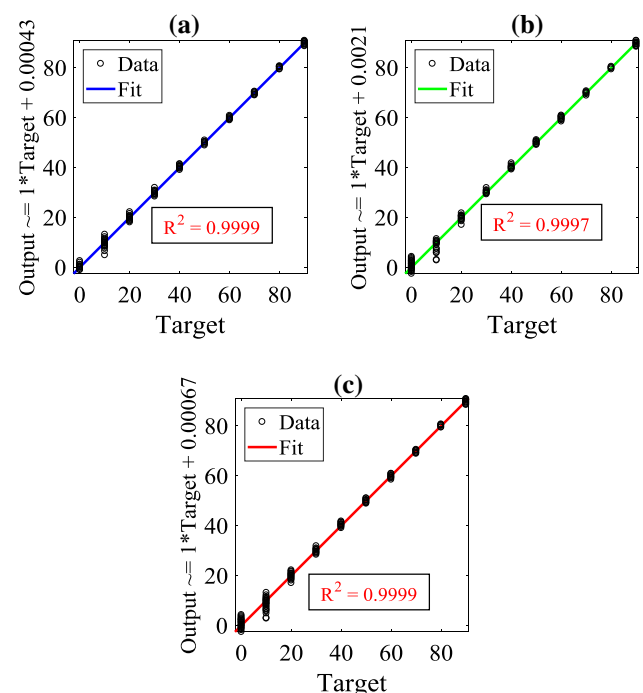 (a)
Output ~= 1*Target + 0.00043
80
60
40
20
0
Data
Fit
R² = 0.9999
0 20 40 60 80
Target
(b)
Output ~= 1*Target + 0.0021
80
60
40
20
0
Data
Fit
R² = 0.9997
0 20 40 60 80
Target
(c)
Output ~= 1*Target + 0.00067
80
60
40
20
0
Data
Fit
R² = 0.9999
0 20 40 60 80
Target